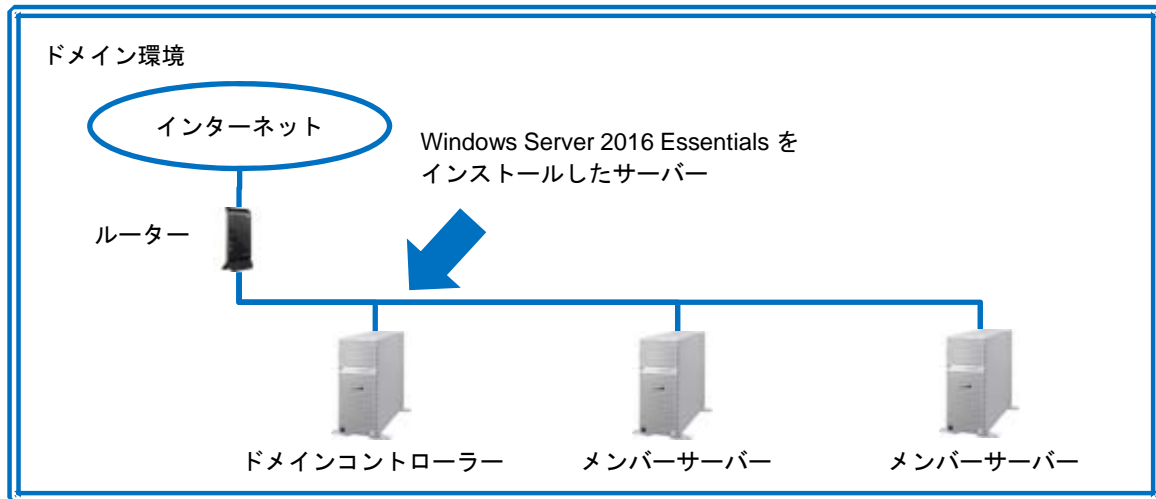 ドメイン環境
インターネット
Windows Server 2016 Essentials を
インストールしたサーバー
ルーター
ドメインコントローラー
メンバーサーバー
メンバーサーバー